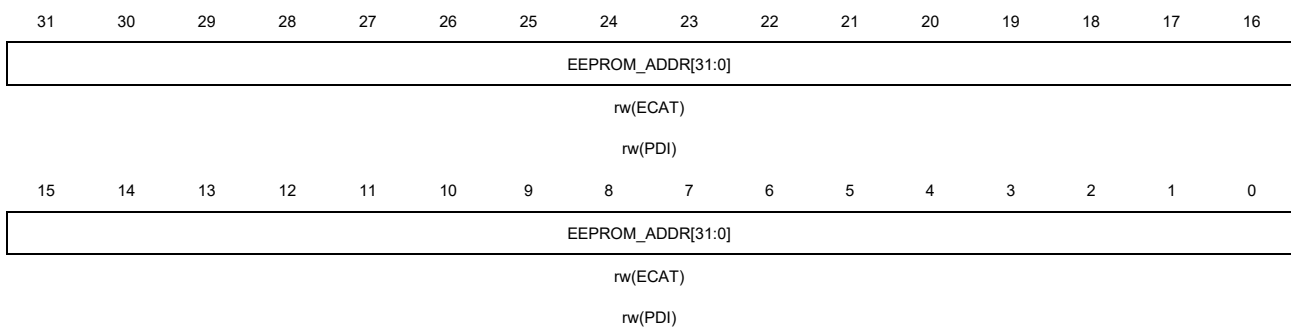 31 30 29 28 27 26 25 24 23 22 21 20 19 18 17 16
EEPROM_ADDR[31:0]
rw(ECAT)
rw(PDI)
15 14 13 12 11 10 9 8 7 6 5 4 3 2 1 0
EEPROM_ADDR[31:0]
rw(ECAT)
rw(PDI)